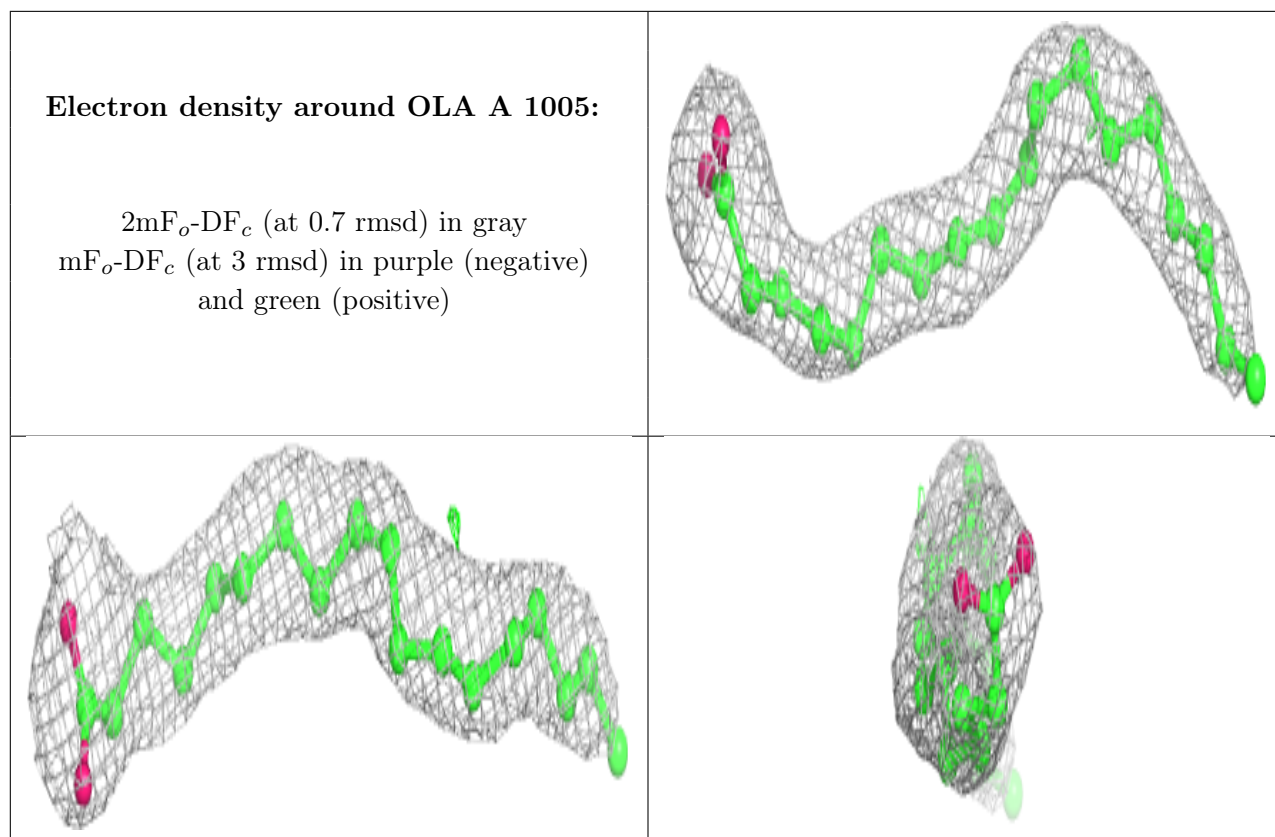 Electron density around OLA A 1005:
2mFo-DFc (at 0.7 rmsd) in gray
mFo-DFc (at 3 rmsd) in purple (negative)
and green (positive)